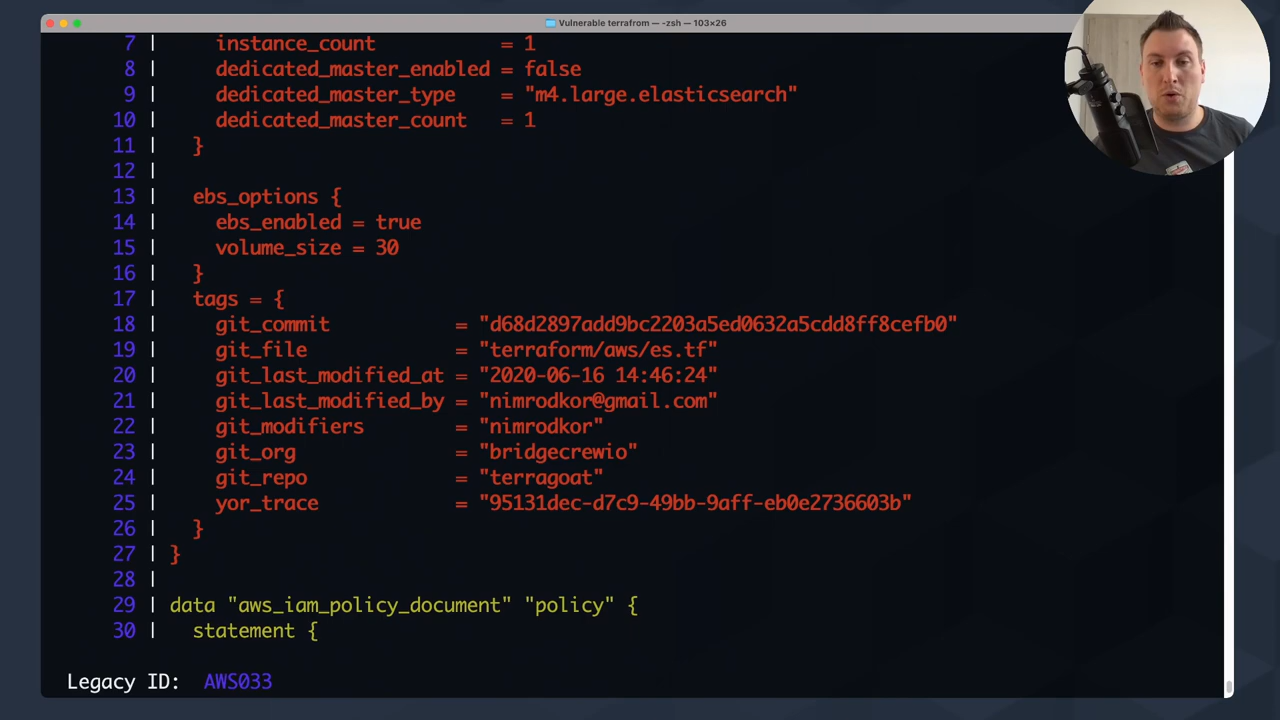 Vulnerable terrafrom — -zsh — 103×26
7 | instance_count = 1
8 | dedicated_master_enabled = false
9 | dedicated_master_type = "m4.large.elasticsearch"
10 | dedicated_master_count = 1
11 | }
12 |
13 | ebs_options {
14 | ebs_enabled = true
15 | volume_size = 30
16 | }
17 | tags = {
18 | git_commit = "d68d2897add9bc2203a5ed0632a5cdd8ff8cefb0"
19 | git_file = "terraform/aws/es.tf"
20 | git_last_modified_at = "2020-06-16 14:46:24"
21 | git_last_modified_by = "nimrodkor@gmail.com"
22 | git_modifiers = "nimrodkor"
23 | git_org = "bridgecrewio"
24 | git_repo = "terragoat"
25 | yor_trace = "95131dec-d7c9-49bb-9aff-eb0e2736603b"
26 | }
27 | }
28 |
29 | data "aws_iam_policy_document" "policy" {
30 | statement {
Legacy ID: AWS033